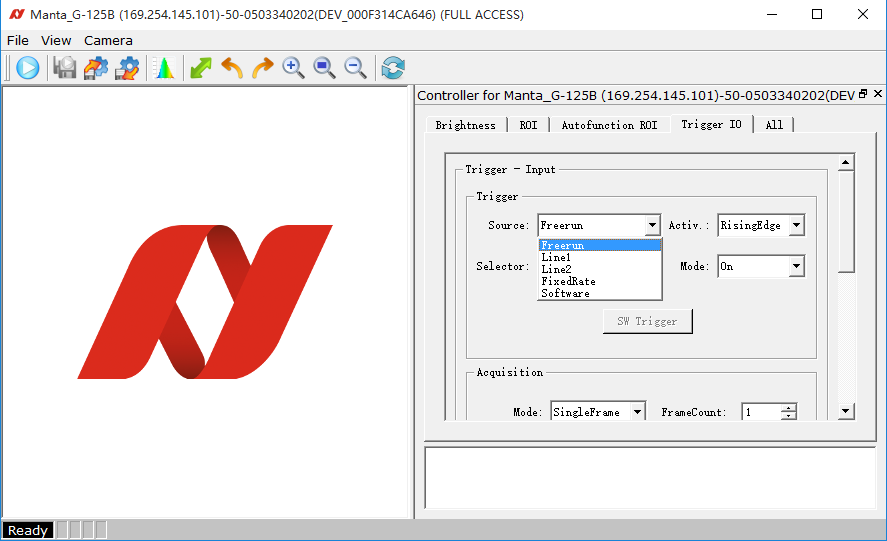 Manta_G-125B (169.254.145.101)-50-0503340202(DEV_000F314CA646) (FULL ACCESS)
File View Camera
Controller for Manta_G-125B (169.254.145.101)-50-0503340202(DEV
Brightness ROI Autofunction ROI Trigger IO All
Trigger - Input
Trigger
Source: Freerun Activ.: RisingEdge
Freerun
Line1
Selector: Mode: On
Line2
FixedRate
Software
SW Trigger
Acquisition
Mode: SingleFrame FrameCount: 1
Ready